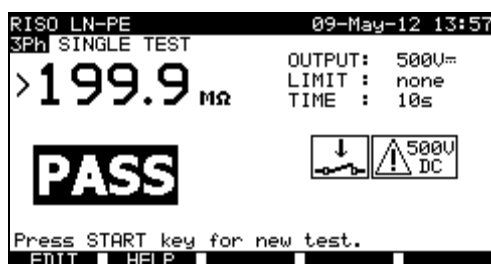 RISO LN-PE 09-May-12 13:57
3Ph SINGLE TEST
OUTPUT: 500V⎓
>199.9 MΩ
LIMIT : none
TIME : 10s
PASS
500V
DC
Press START key for new test.
EDIT HELP